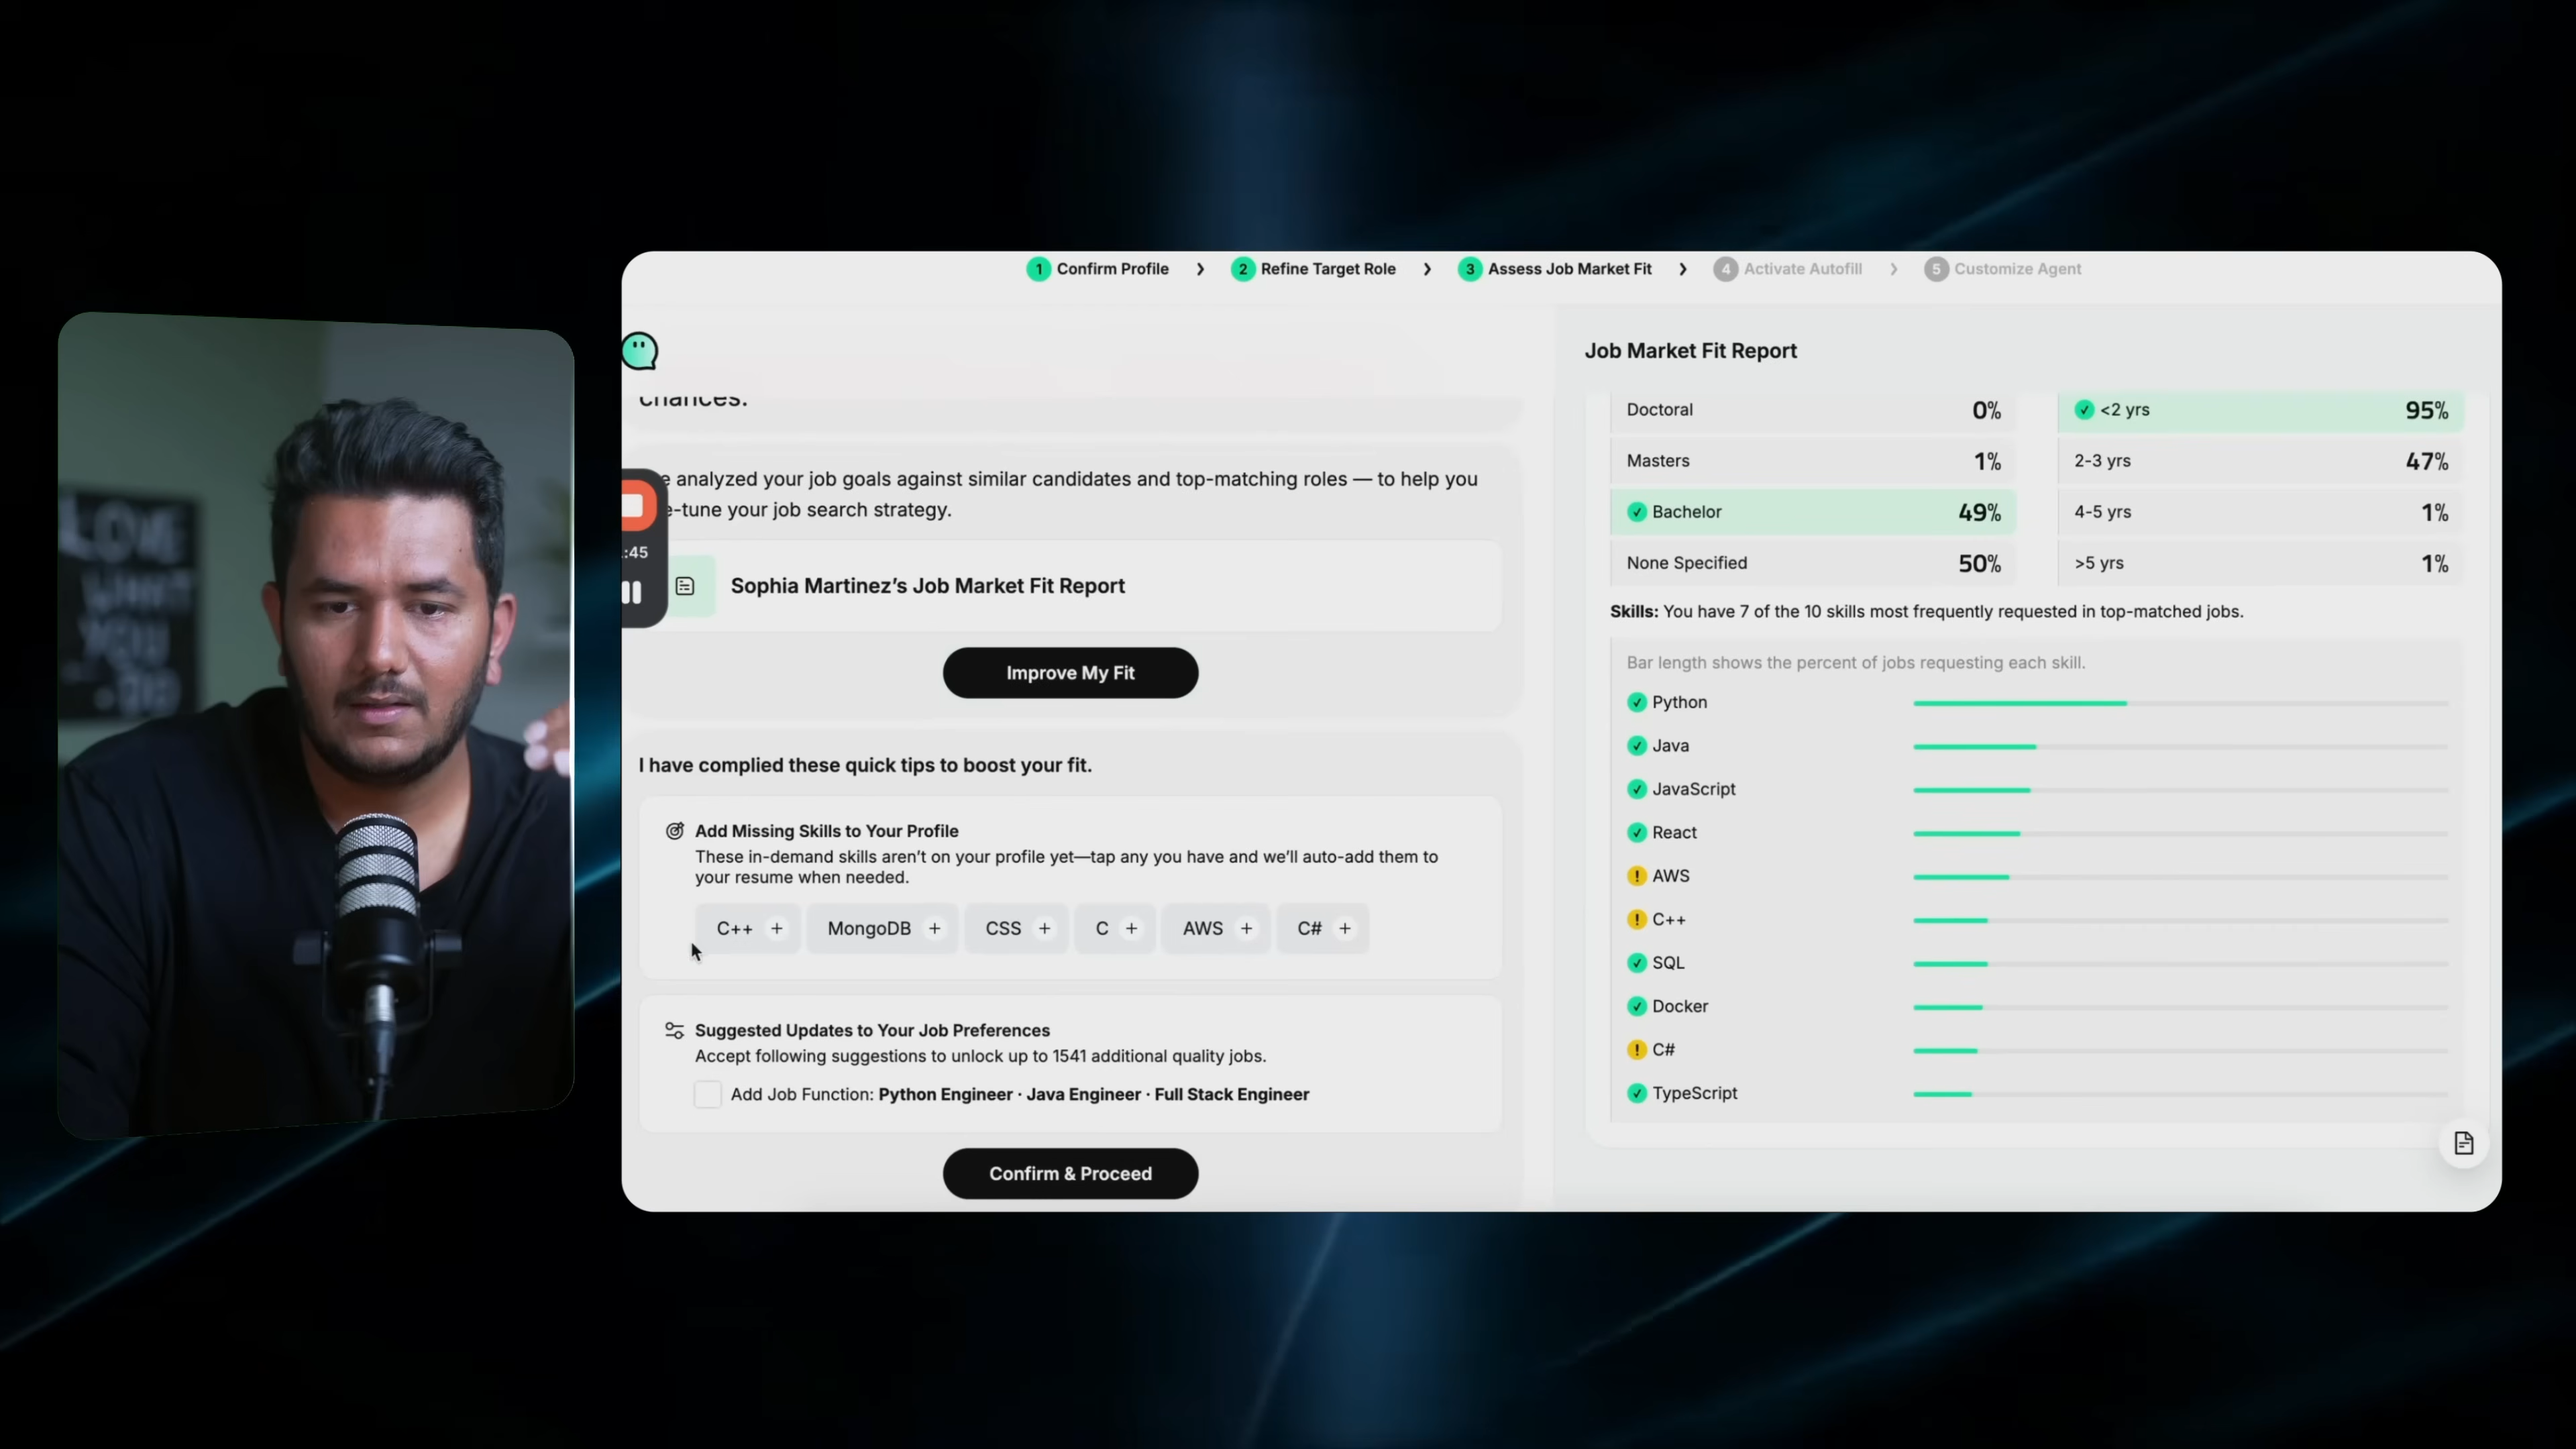 LOVE
WHAT
YOU
DO
1 Confirm Profile > 2 Refine Target Role > 3 Assess Job Market Fit > 4 Activate Autofill > 5 Customize Agent
chances.
e analyzed your job goals against similar candidates and top-matching roles — to help you
e-tune your job search strategy.
:45
Sophia Martinez's Job Market Fit Report
Improve My Fit
I have complied these quick tips to boost your fit.
Add Missing Skills to Your Profile
These in-demand skills aren't on your profile yet—tap any you have and we'll auto-add them to
your resume when needed.
C++ + MongoDB + CSS + C + AWS + C# +
Suggested Updates to Your Job Preferences
Accept following suggestions to unlock up to 1541 additional quality jobs.
Add Job Function: Python Engineer · Java Engineer · Full Stack Engineer
Confirm & Proceed
Job Market Fit Report
Doctoral 0% <2 yrs 95%
Masters 1% 2-3 yrs 47%
Bachelor 49% 4-5 yrs 1%
None Specified 50% >5 yrs 1%
Skills: You have 7 of the 10 skills most frequently requested in top-matched jobs.
Bar length shows the percent of jobs requesting each skill.
Python
Java
JavaScript
React
AWS
C++
SQL
Docker
C#
TypeScript